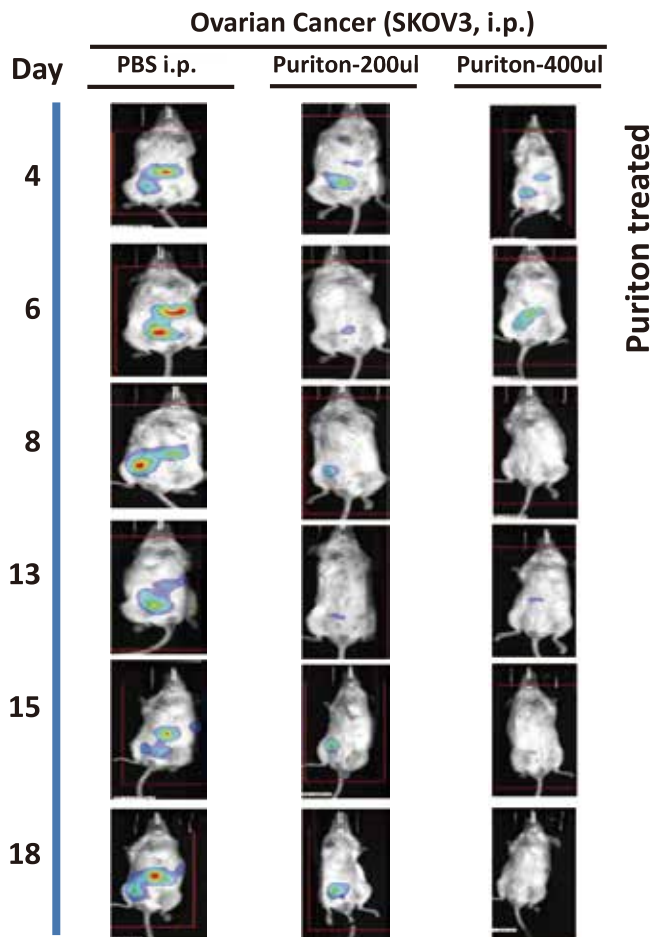 Ovarian Cancer (SKOV3, i.p.)
Day
PBS i.p.
Puriton-200ul
Puriton-400ul
4
6
8
13
15
18
Puriton treated